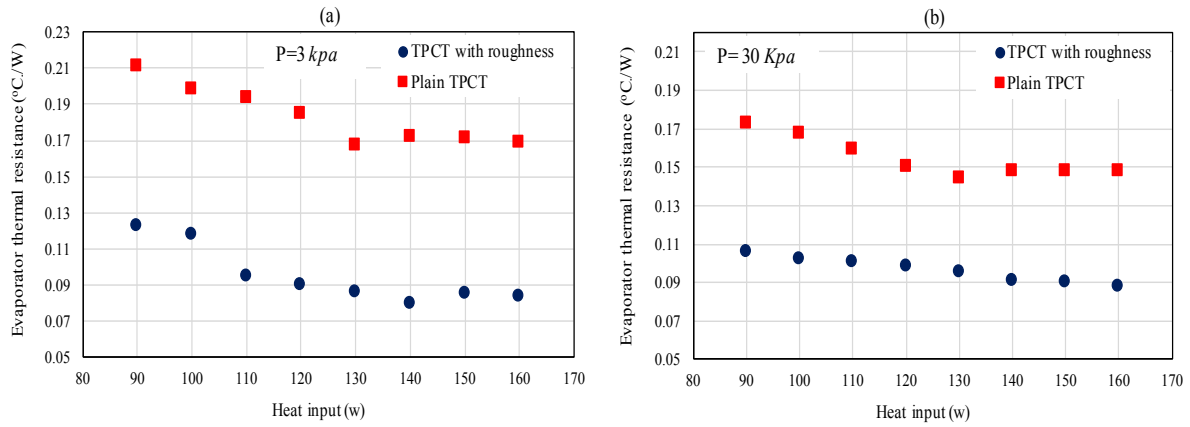 (a)
P=3 kpa
TPCT with roughness
Plain TPCT
Evaporator thermal resistance (°C./W)
0.23
0.21
0.19
0.17
0.15
0.13
0.11
0.09
0.07
0.05
80 90 100 110 120 130 140 150 160 170
Heat input (w)
(b)
P=30 Kpa
TPCT with roughness
Plain TPCT
Evaporator thermal resistance (°C./W)
0.21
0.19
0.17
0.15
0.13
0.11
0.09
0.07
0.05
80 90 100 110 120 130 140 150 160 170
Heat input (w)